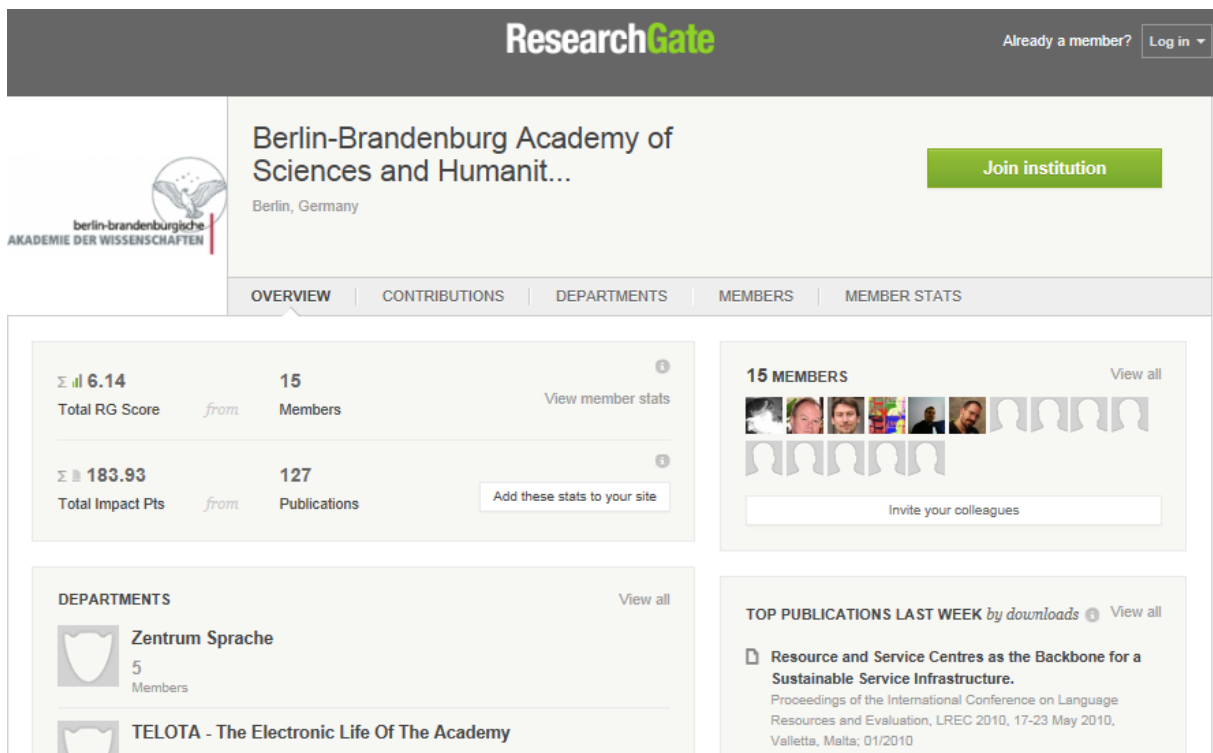 ResearchGate
Already a member? Log in
berlin-brandenburgische
AKADEMIE DER WISSENSCHAFTEN
Berlin-Brandenburg Academy of
Sciences and Humanit...
Berlin, Germany
Join institution
OVERVIEW CONTRIBUTIONS DEPARTMENTS MEMBERS MEMBER STATS
Σ 6.14 15
Total RG Score from Members
View member stats
Σ 183.93 127
Total Impact Pts from Publications
Add these stats to your site
15 MEMBERS View all
Invite your colleagues
DEPARTMENTS View all
Zentrum Sprache
5
Members
TELOTA - The Electronic Life Of The Academy
TOP PUBLICATIONS LAST WEEK by downloads View all
Resource and Service Centres as the Backbone for a
Sustainable Service Infrastructure.
Proceedings of the International Conference on Language
Resources and Evaluation, LREC 2010, 17-23 May 2010,
Valletta, Malta; 01/2010